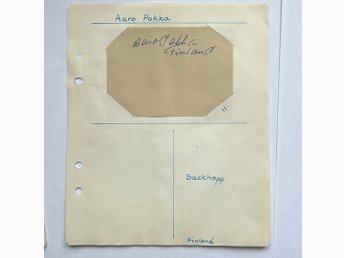 Aaro Pokka
Aaro Pokka
Finland
Backhopp.
Finland